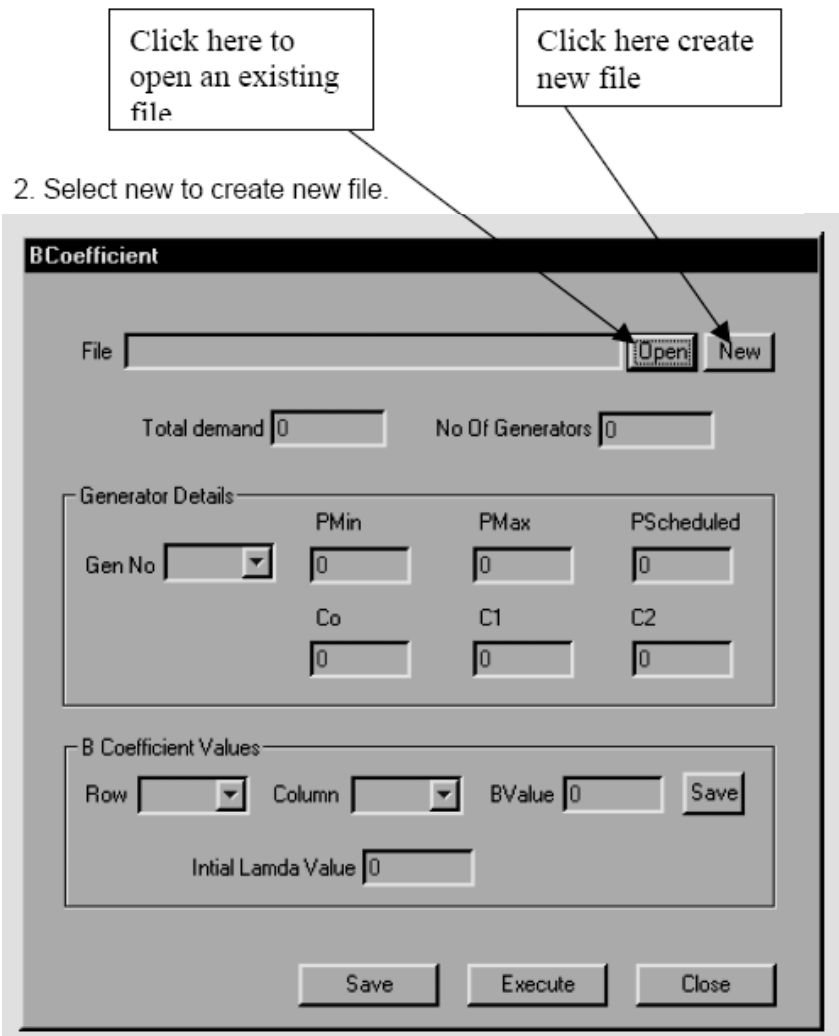 Click here to
open an existing
file
Click here create
new file
2. Select new to create new file.
BCoefficient
File Open New
Total demand 0 No Of Generators 0
Generator Details
PMin PMax PScheduled
Gen No 0 0 0
Co C1 C2
0 0 0
B Coefficient Values
Row Column BValue 0 Save
Intial Lamda Value 0
Save Execute Close